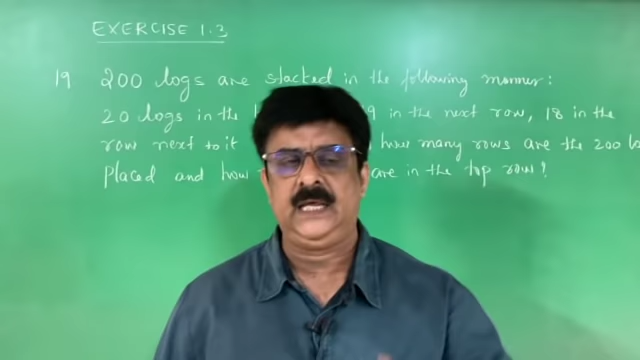 EXERCISE 1.3
19 200 logs are stacked in the following manner:
20 logs in the 9 in the next row, 18 in the
row next to it how many rows are the 200
placed and are in the top row?